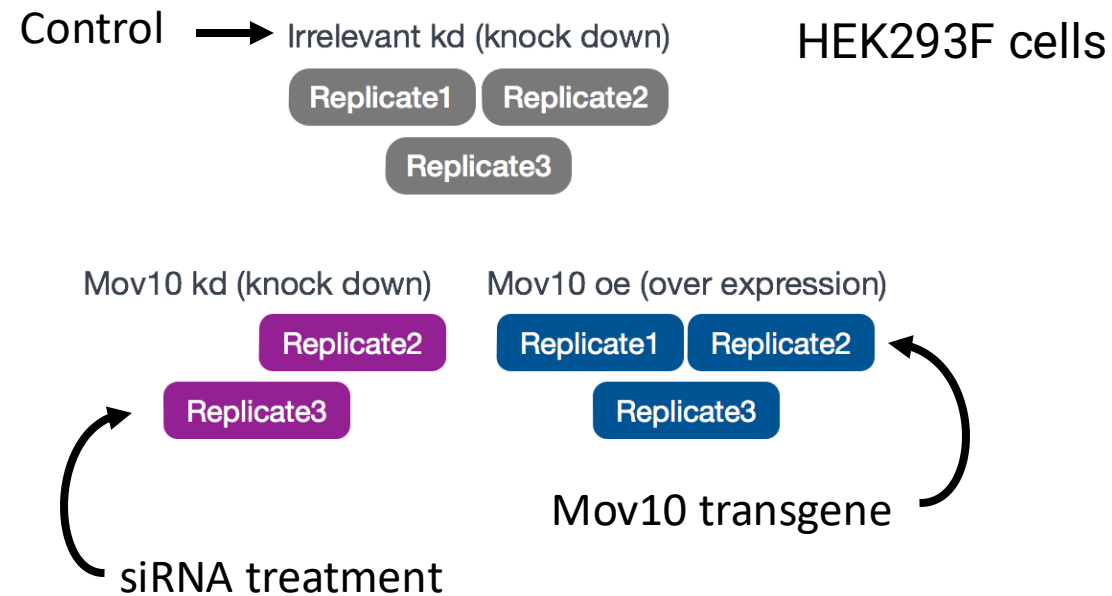 Control
Irrelevant kd (knock down)
HEK293F cells
Replicate1
Replicate2
Replicate3
Mov10 kd (knock down)
Mov10 oe (over expression)
Replicate2
Replicate1
Replicate2
Replicate3
Replicate3
Mov10 transgene
siRNA treatment